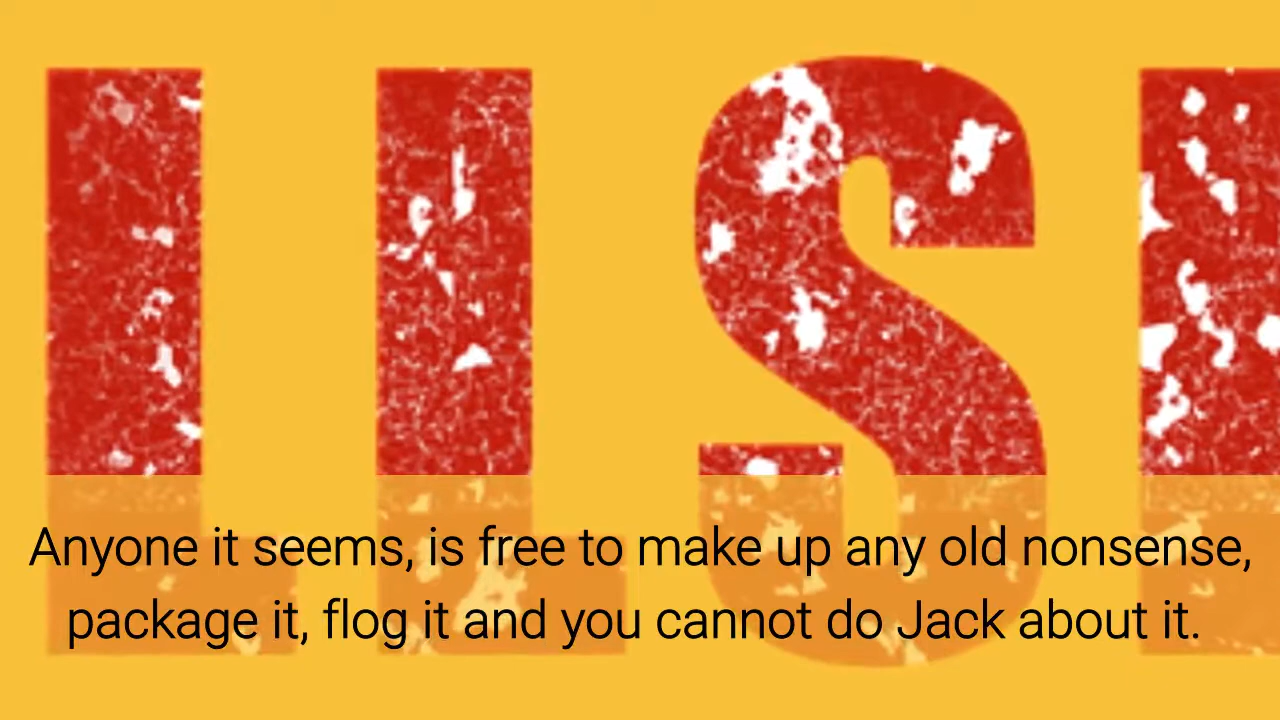 LLS
Anyone it seems, is free to make up any old nonsense,
package it, flog it and you cannot do Jack about it.